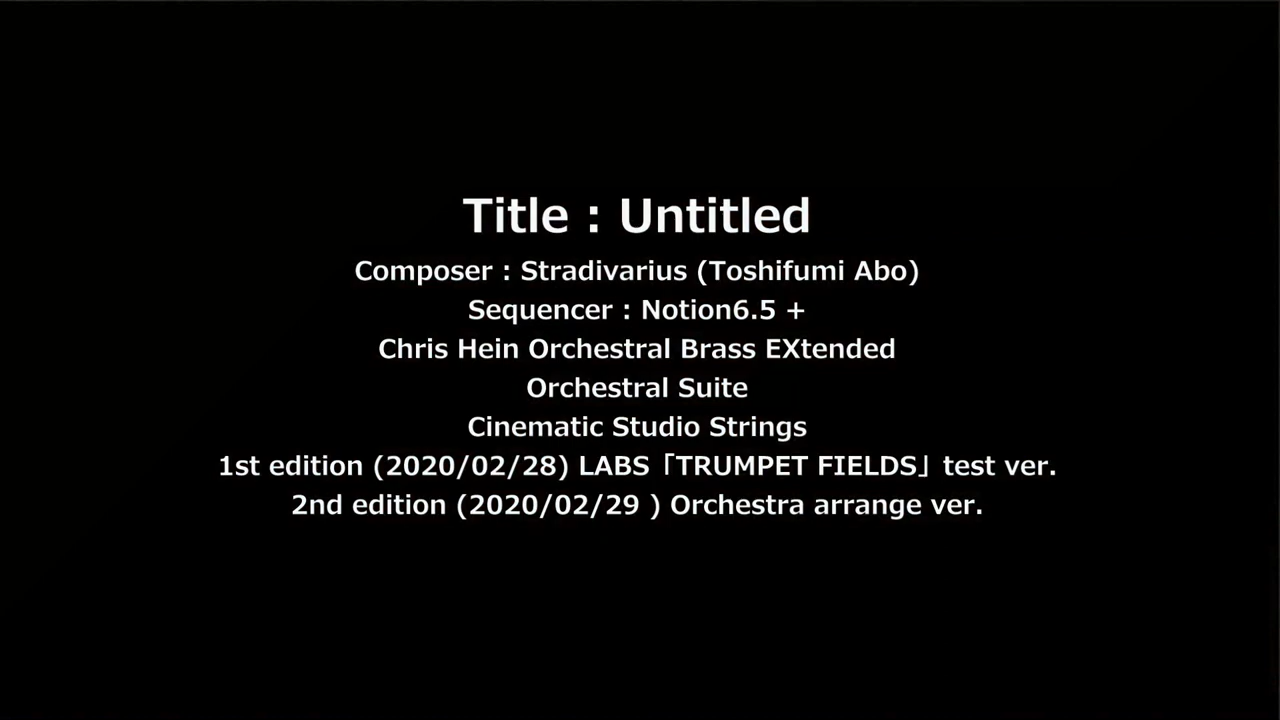 Title : Untitled
Composer : Stradivarius (Toshifumi Abo)
Sequencer : Notion6.5 +
Chris Hein Orchestral Brass EXtended
Orchestral Suite
Cinematic Studio Strings
1st edition (2020/02/28) LABS「TRUMPET FIELDS」test ver.
2nd edition (2020/02/29 ) Orchestra arrange ver.